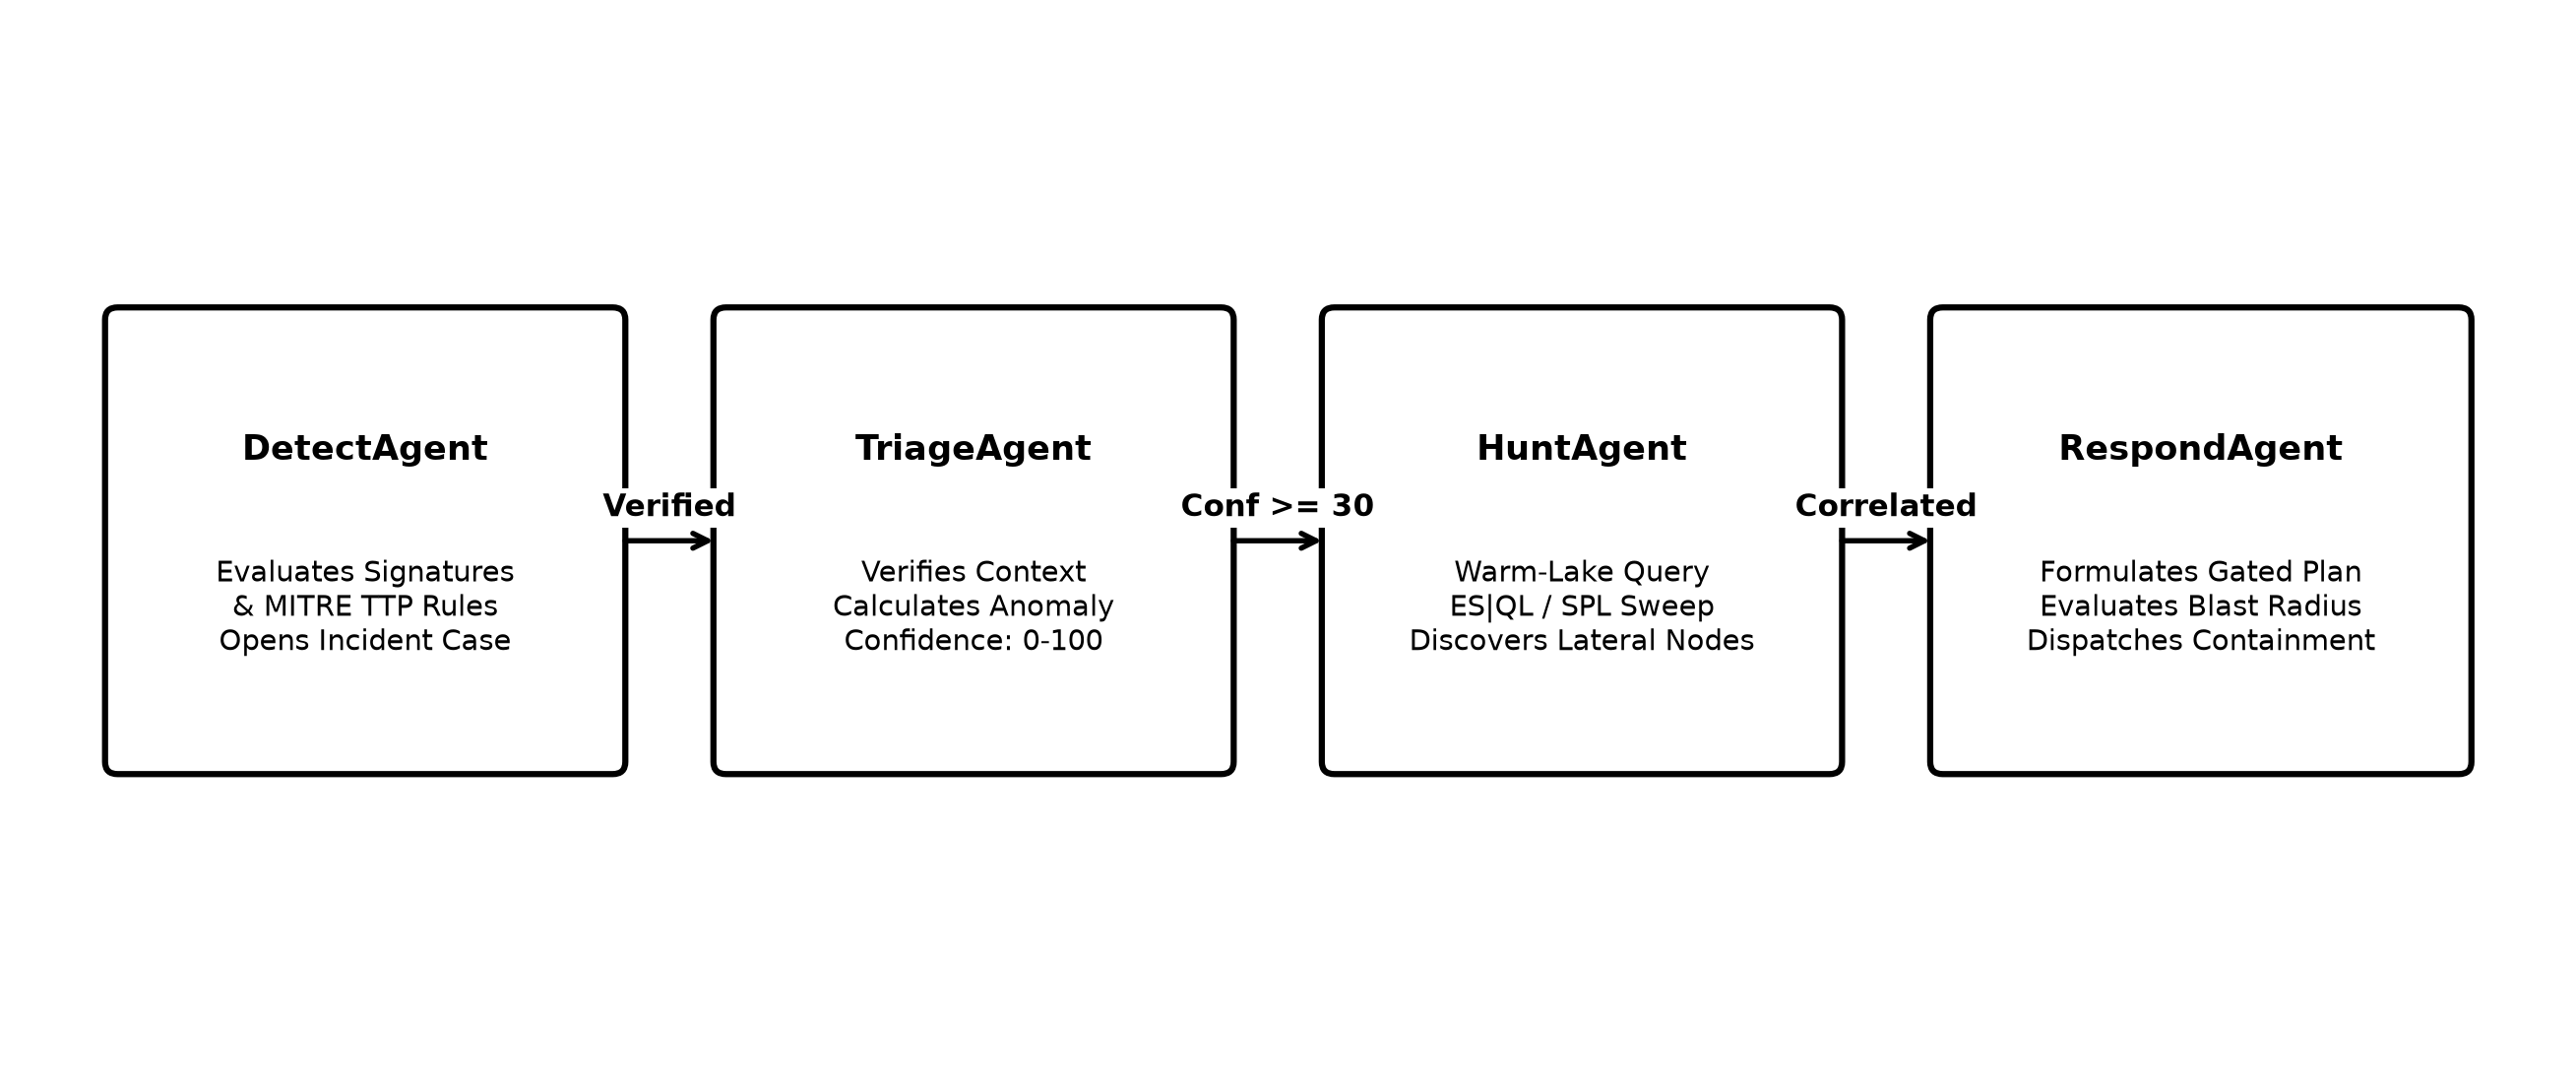 DetectAgent
Evaluates Signatures
& MITRE TTP Rules
Opens Incident Case
Verified
TriageAgent
Verifies Context
Calculates Anomaly
Confidence: 0-100
Conf >= 30
HuntAgent
Warm-Lake Query
ES|QL / SPL Sweep
Discovers Lateral Nodes
Correlated
RespondAgent
Formulates Gated Plan
Evaluates Blast Radius
Dispatches Containment